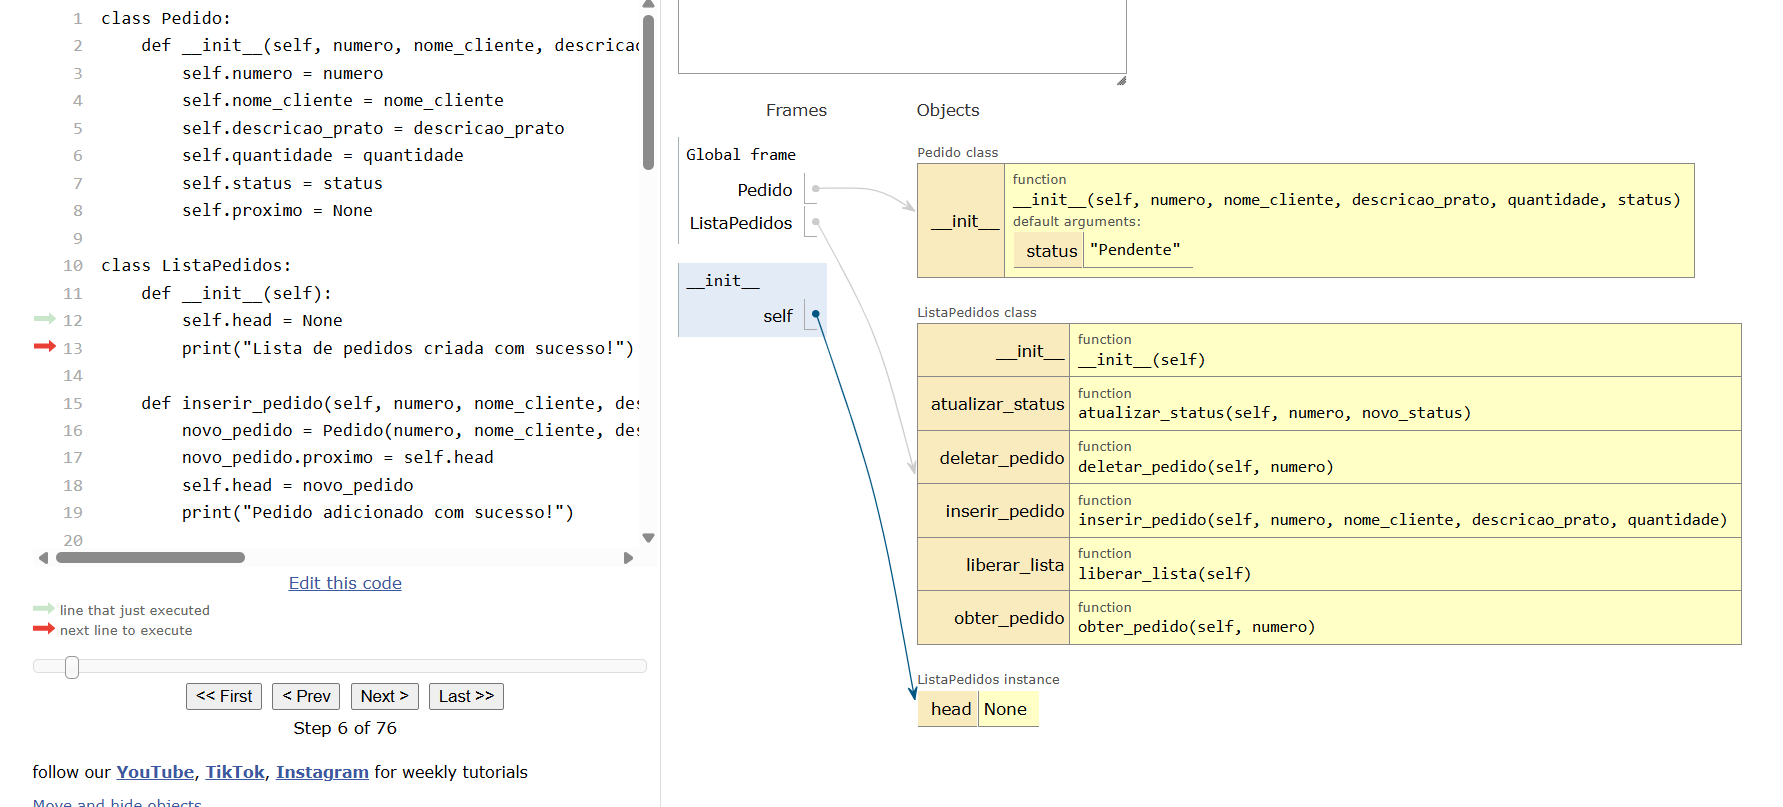 1 class Pedido:
2 def __init__(self, numero, nome_cliente, descricao
3 self.numero = numero
4 self.nome_cliente = nome_cliente
5 self.descricao_prato = descricao_prato
6 self.quantidade = quantidade
7 self.status = status
8 self.proximo = None
9
10 class ListaPedidos:
11 def __init__(self):
12 self.head = None
13 print("Lista de pedidos criada com sucesso!")
14
15 def inserir_pedido(self, numero, nome_cliente, des
16 novo_pedido = Pedido(numero, nome_cliente, des
17 novo_pedido.proximo = self.head
18 self.head = novo_pedido
19 print("Pedido adicionado com sucesso!")
20
Edit this code
line that just executed
next line to execute
<< First < Prev Next > Last >>
Step 6 of 76
follow our YouTube, TikTok, Instagram for weekly tutorials
Move and hide objects
Frames
Objects
Global frame
Pedido
ListaPedidos
__init__
self
Pedido class
__init__
function
__init__(self, numero, nome_cliente, descricao_prato, quantidade, status)
default arguments:
status "Pendente"
ListaPedidos class
__init__
function
__init__(self)
atualizar_status
function
atualizar_status(self, numero, novo_status)
deletar_pedido
function
deletar_pedido(self, numero)
inserir_pedido
function
inserir_pedido(self, numero, nome_cliente, descricao_prato, quantidade)
liberar_lista
function
liberar_lista(self)
obter_pedido
function
obter_pedido(self, numero)
ListaPedidos instance
head None